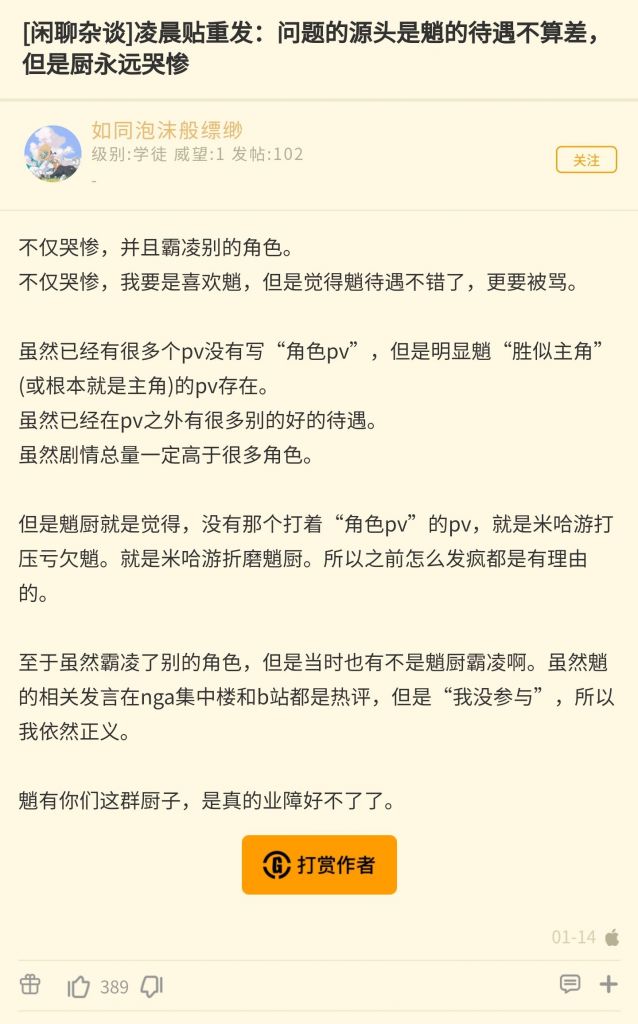 [闲聊杂谈]凌晨贴重发：问题的源头是魈的待遇不算差，
但是厨永远哭惨
如同泡沫般缥缈
级别:学徒 威望:1 发帖:102
-
关注
不仅哭惨，并且霸凌别的角色。
不仅哭惨，我要是喜欢魈，但是觉得魈待遇不错了，更要被骂。
虽然已经有很多个pv没有写“角色pv”，但是明显魈“胜似主角”
(或根本就是主角)的pv存在。
虽然已经在pv之外有很多别的好的待遇。
虽然剧情总量一定高于很多角色。
但是魈厨就是觉得，没有那个打着“角色pv”的pv，就是米哈游打
压亏欠魈。就是米哈游折磨魈厨。所以之前怎么发疯都是有理由
的。
至于虽然霸凌了别的角色，但是当时也有不是魈厨霸凌啊。虽然魈
的相关发言在nga集中楼和b站都是热评，但是“我没参与”，所以
我依然正义。
魈有你们这群厨子，是真的业障好不了了。
G 打赏作者
01-14
389